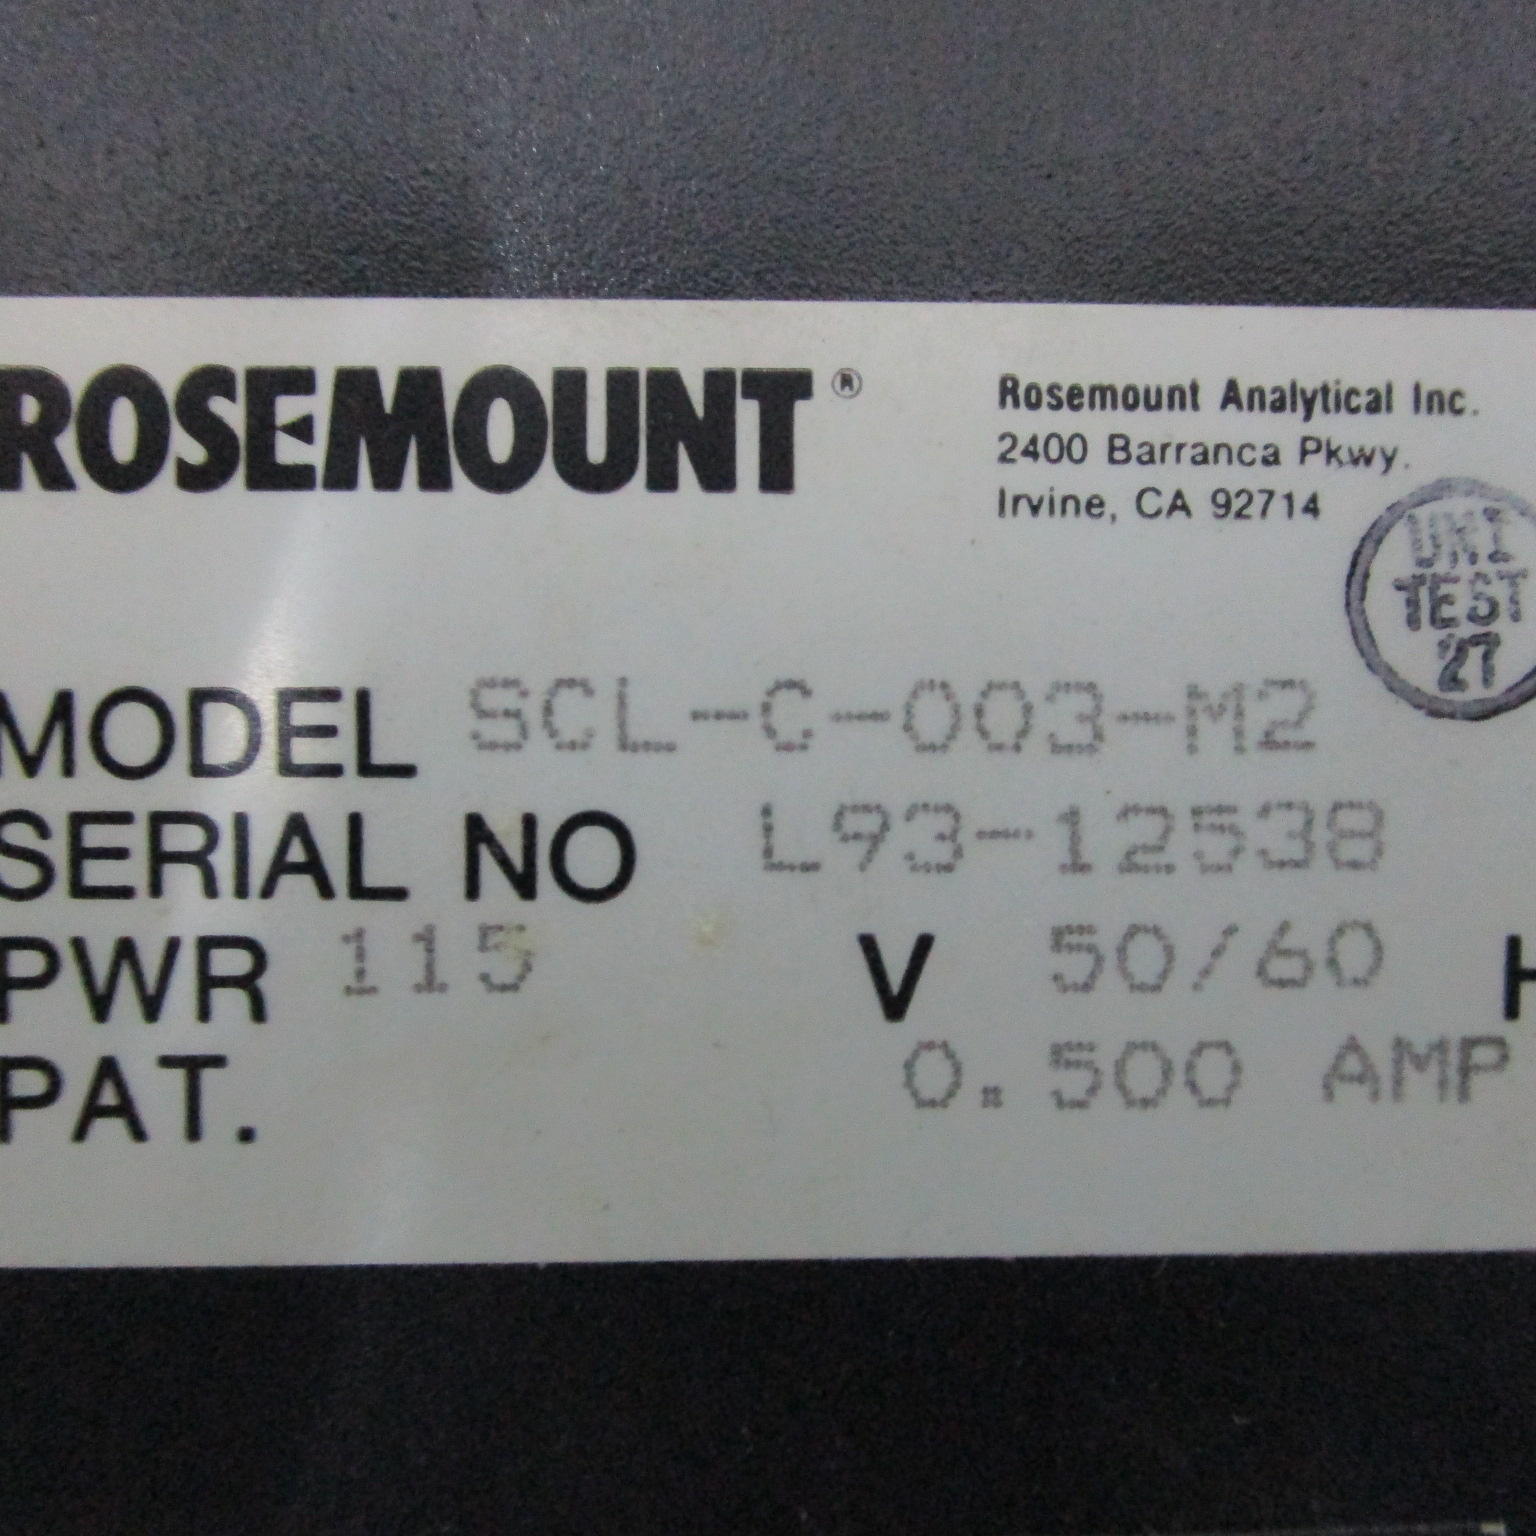 ROSEMOUNT®
Rosemount Analytical Inc.
2400 Barranca Pkwy.
Irvine, CA 92714
UNI
TEST
27
MODEL SCL-C-003-M2
SERIAL NO L93-12538
PWR 115 V 50/60 H
0.500 AMP
PAT.